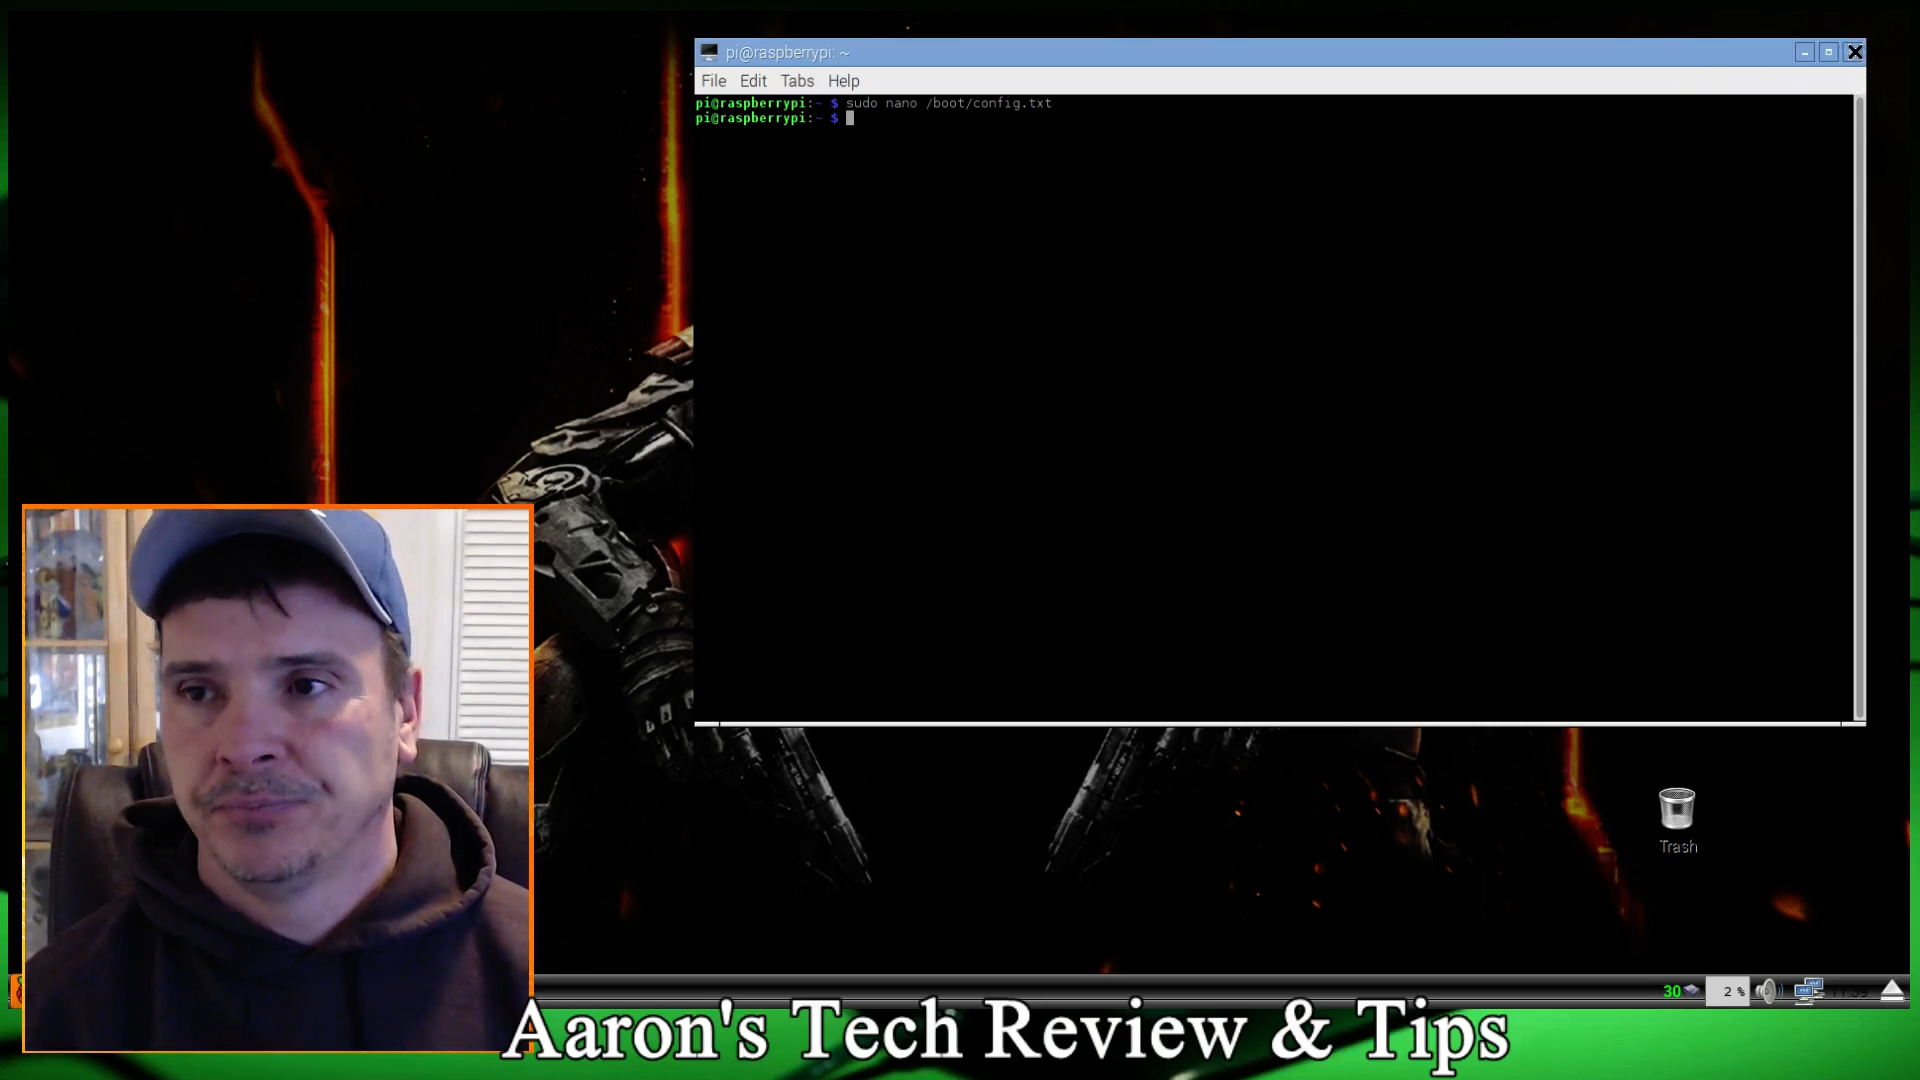 pi@raspberrypi: ~
File Edit Tabs Help
pi@raspberrypi:~ $ sudo nano /boot/config.txt
pi@raspberrypi:~ $
Trash
30 2 %
Aaron's Tech Review & Tips